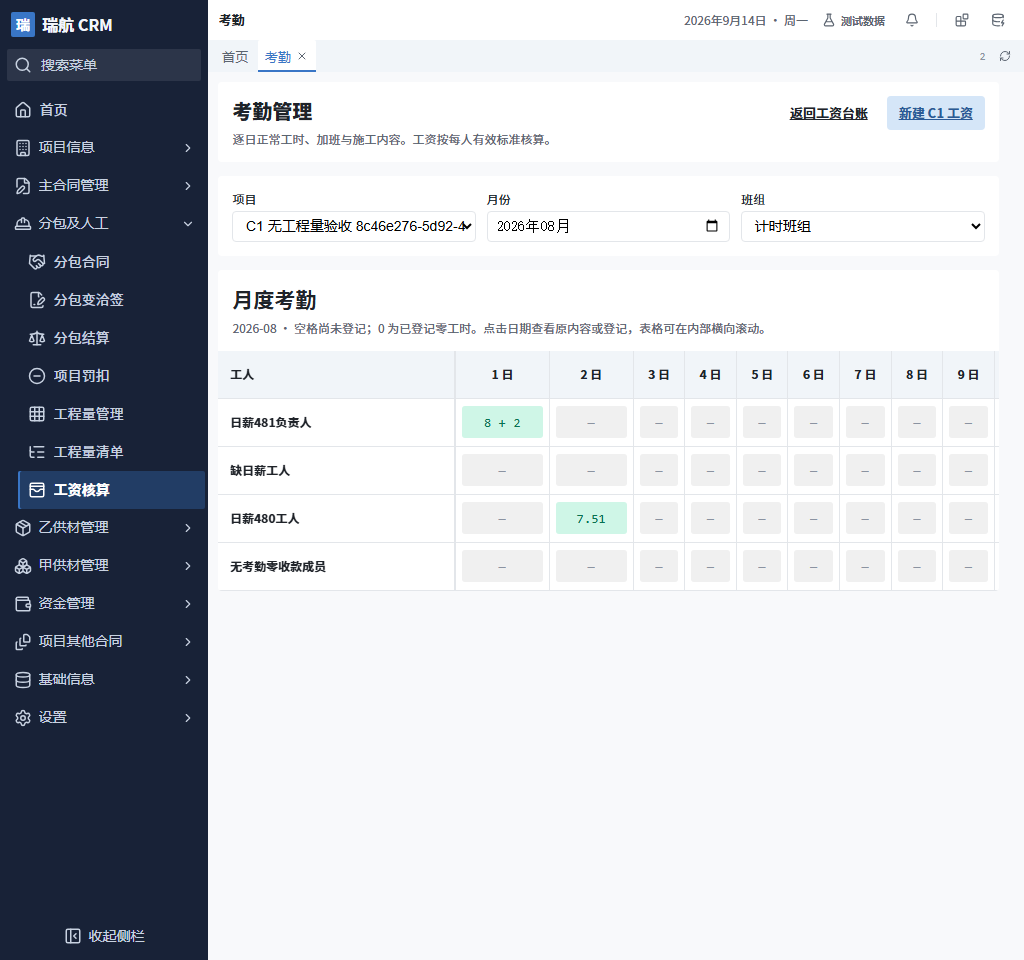 瑞 瑞航 CRM
搜索菜单
首页
项目信息
主合同管理
分包及人工
分包合同
分包变洽签
分包结算
项目罚扣
工程量管理
工程量清单
工资核算
乙供材管理
甲供材管理
资金管理
项目其他合同
基础信息
设置
收起侧栏
考勤
2026年9月14日 • 周一 测试数据
首页 考勤 2
考勤管理
逐日正常工时、加班与施工内容。工资按每人有效标准核算。
返回工资台账 新建 C1 工资
项目 月份 班组
C1 无工程量验收 8c46e276-5d92-4 2026年08月 计时班组
月度考勤
2026-08 • 空格尚未登记；0 为已登记零工时。点击日期查看原内容或登记，表格可在内部横向滚动。
工人 1 日 2 日 3 日 4 日 5 日 6 日 7 日 8 日 9 日
日薪481负责人 8 + 2 — — — — — — — —
缺日薪工人 — — — — — — — — —
日薪480工人 — 7.51 — — — — — — —
无考勤零收款成员 — — — — — — — — —